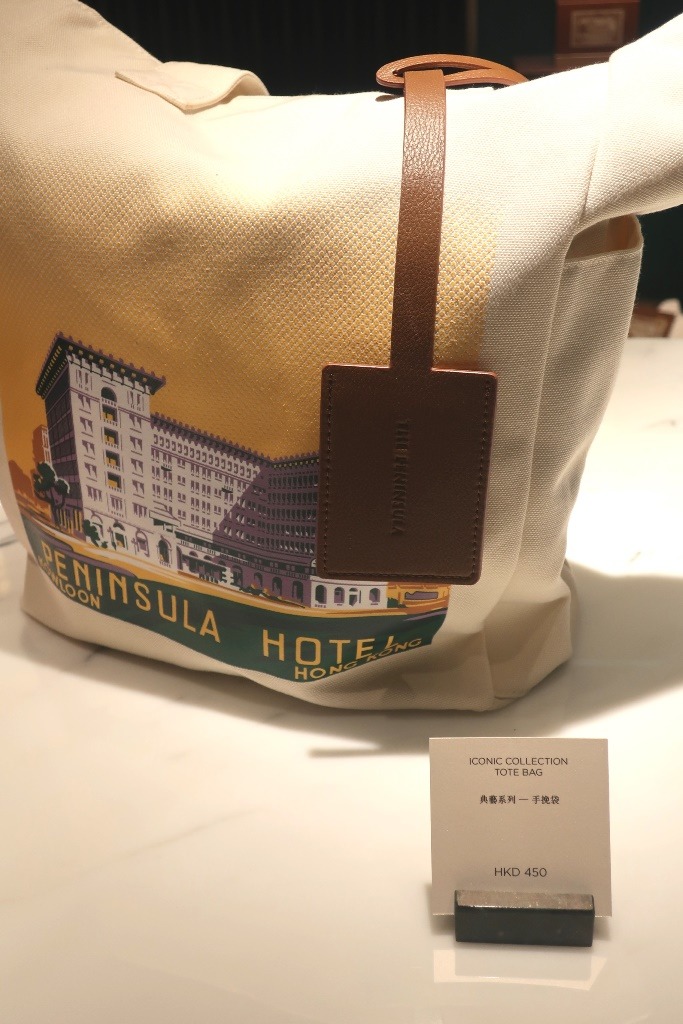 THE PENINSULA
PENINSULA HOTEL
KOWLOON
HONG KONG
ICONIC COLLECTION
TOTE BAG
典藝系列 — 手挽袋
HKD 450